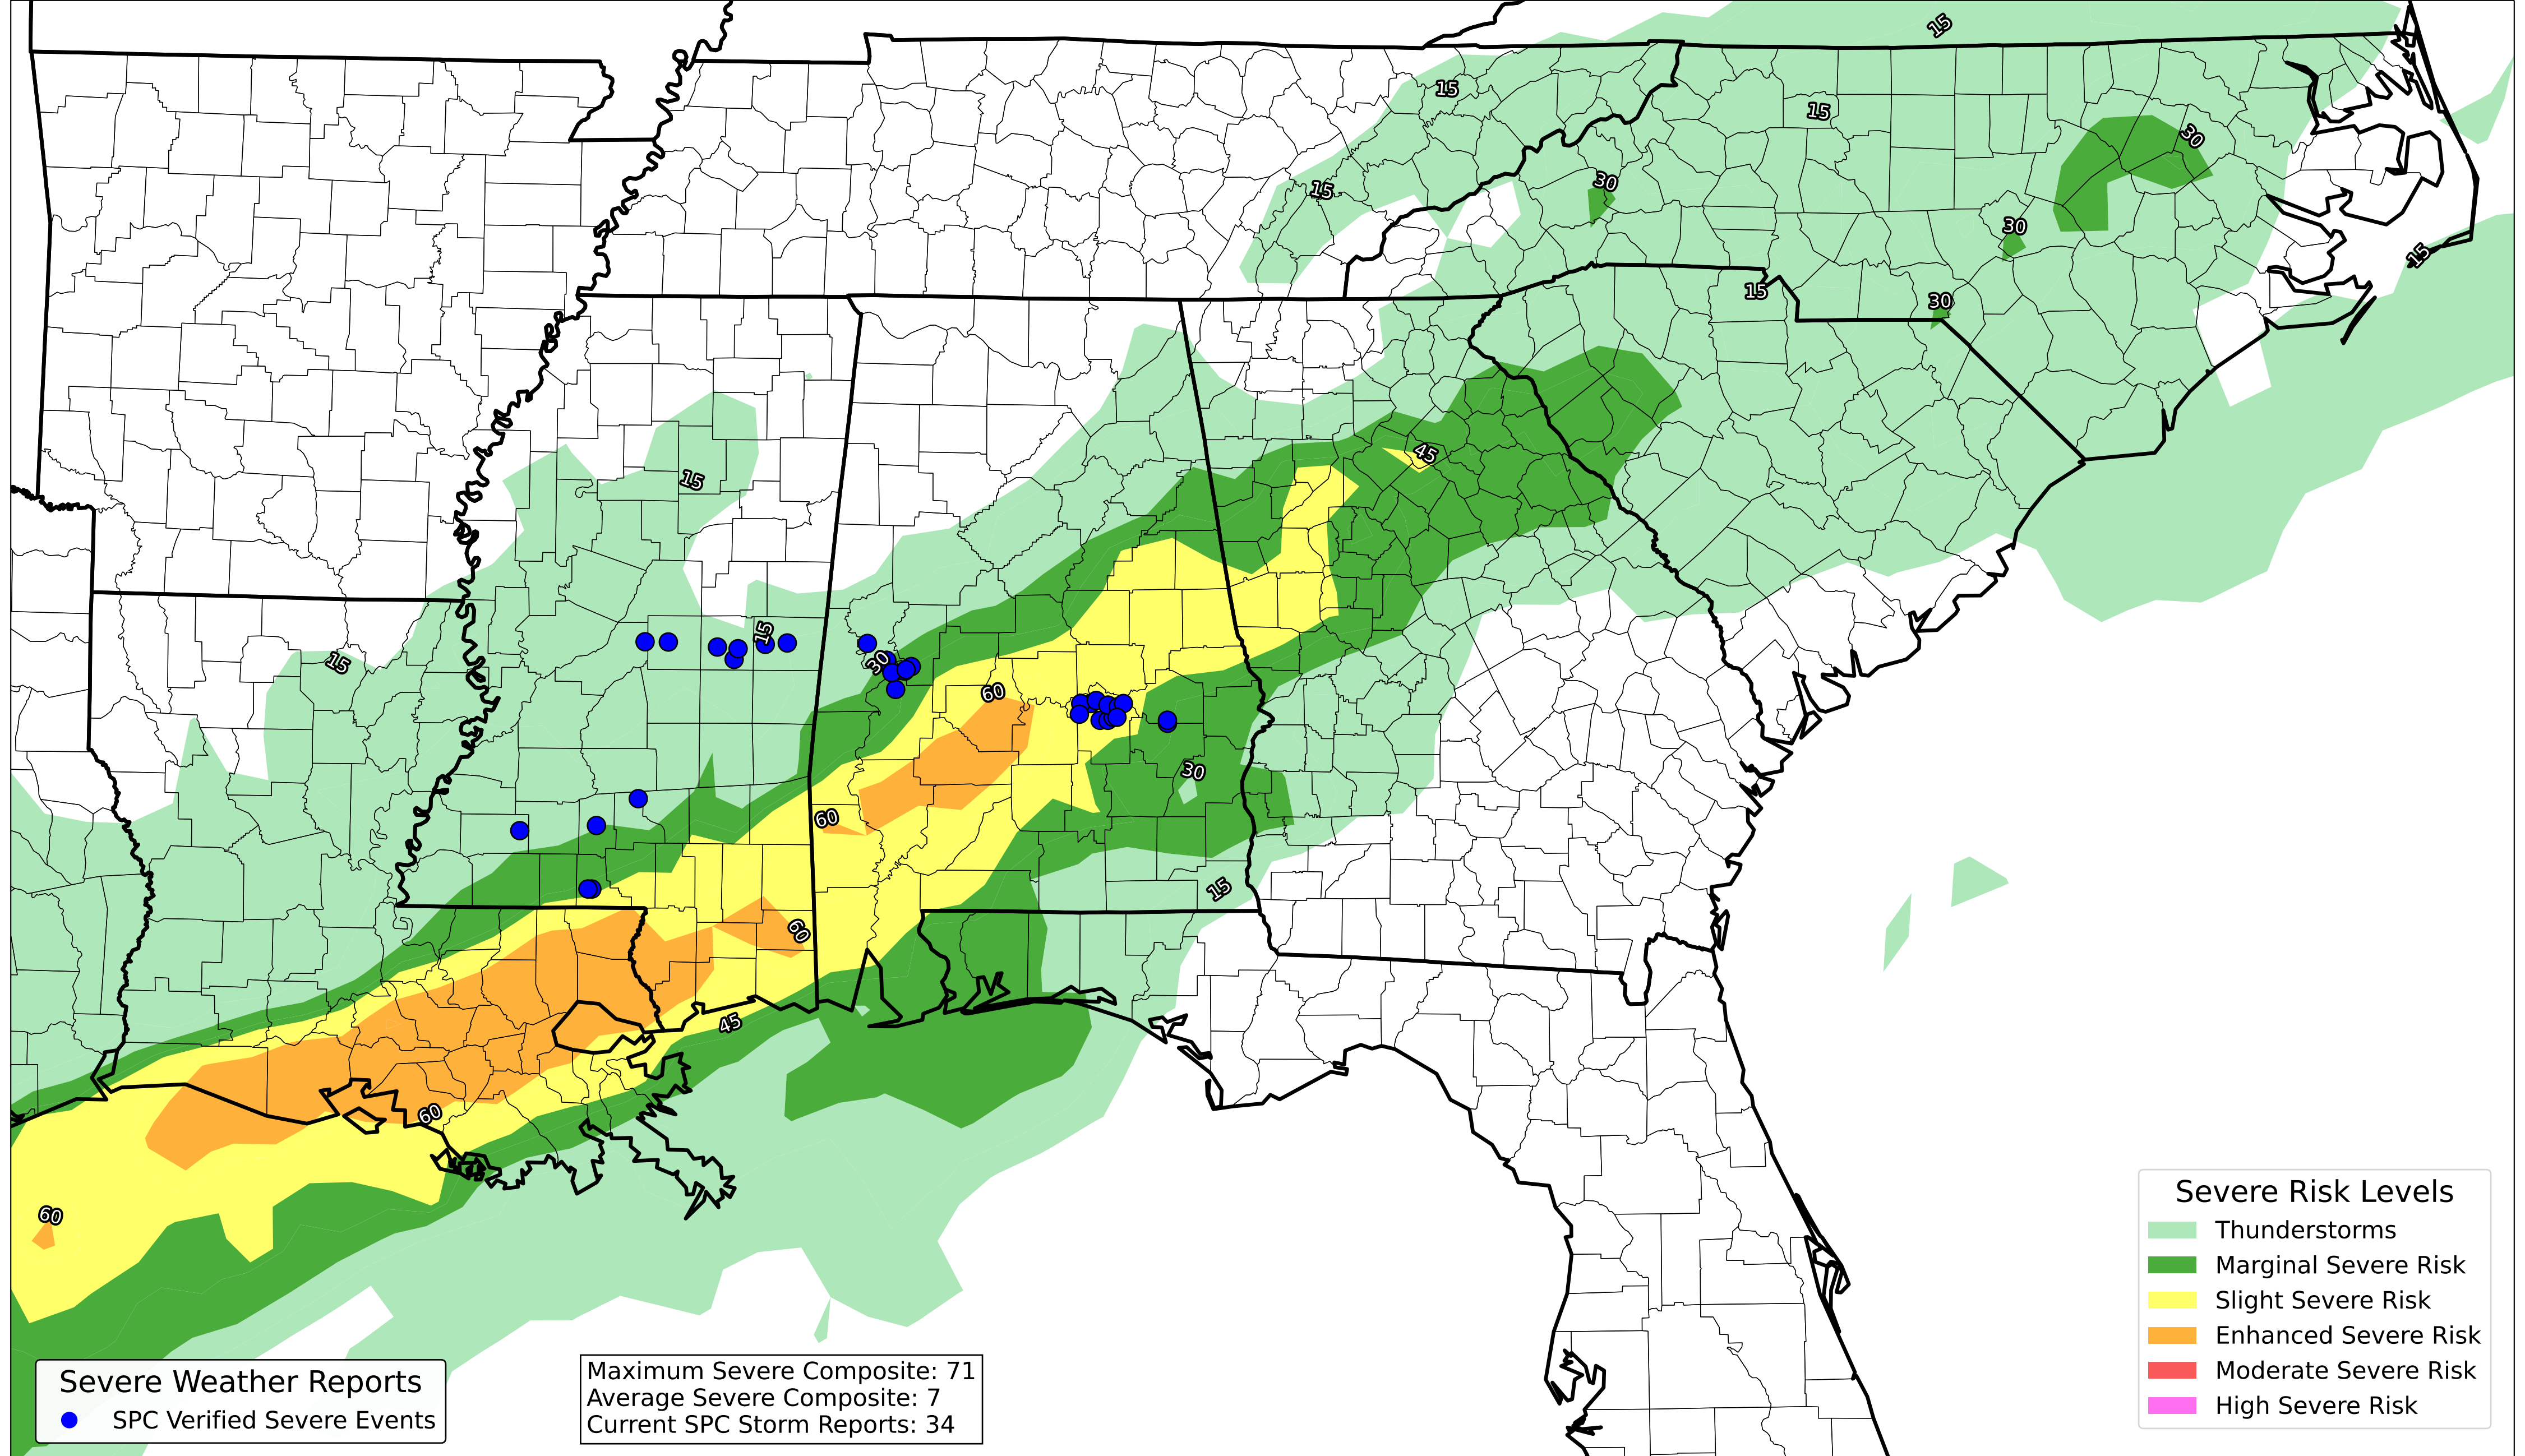 15
15
15
30
30
15
30
30
15
15
45
15
15
15
30
60
30
60
15
60
45
60
60
Severe Risk Levels
Thunderstorms
Marginal Severe Risk
Slight Severe Risk
Enhanced Severe Risk
Moderate Severe Risk
High Severe Risk
Severe Weather Reports
SPC Verified Severe Events
Maximum Severe Composite: 71
Average Severe Composite: 7
Current SPC Storm Reports: 34